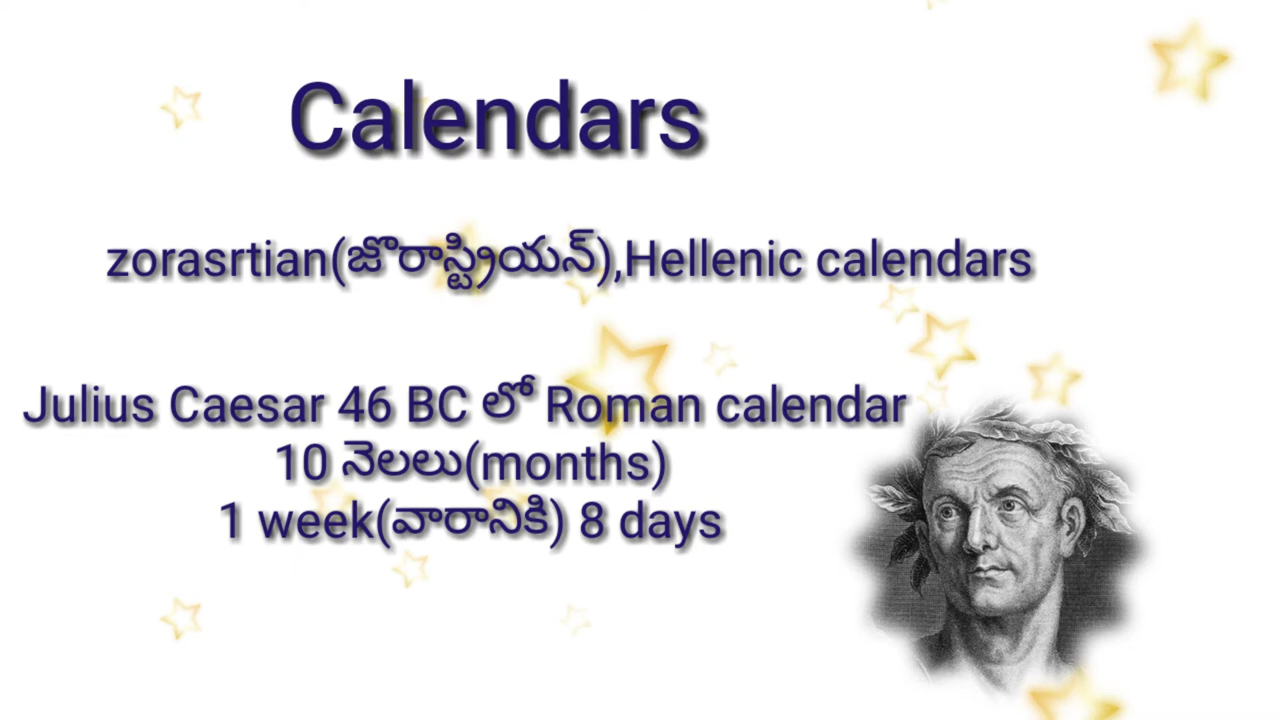 Calendars
zorasrtian(జొరాస్ట్రియన్),Hellenic calendars
Julius Caesar 46 BC లో Roman calendar
10 నెలలు(months)
1 week(వారానికి) 8 days